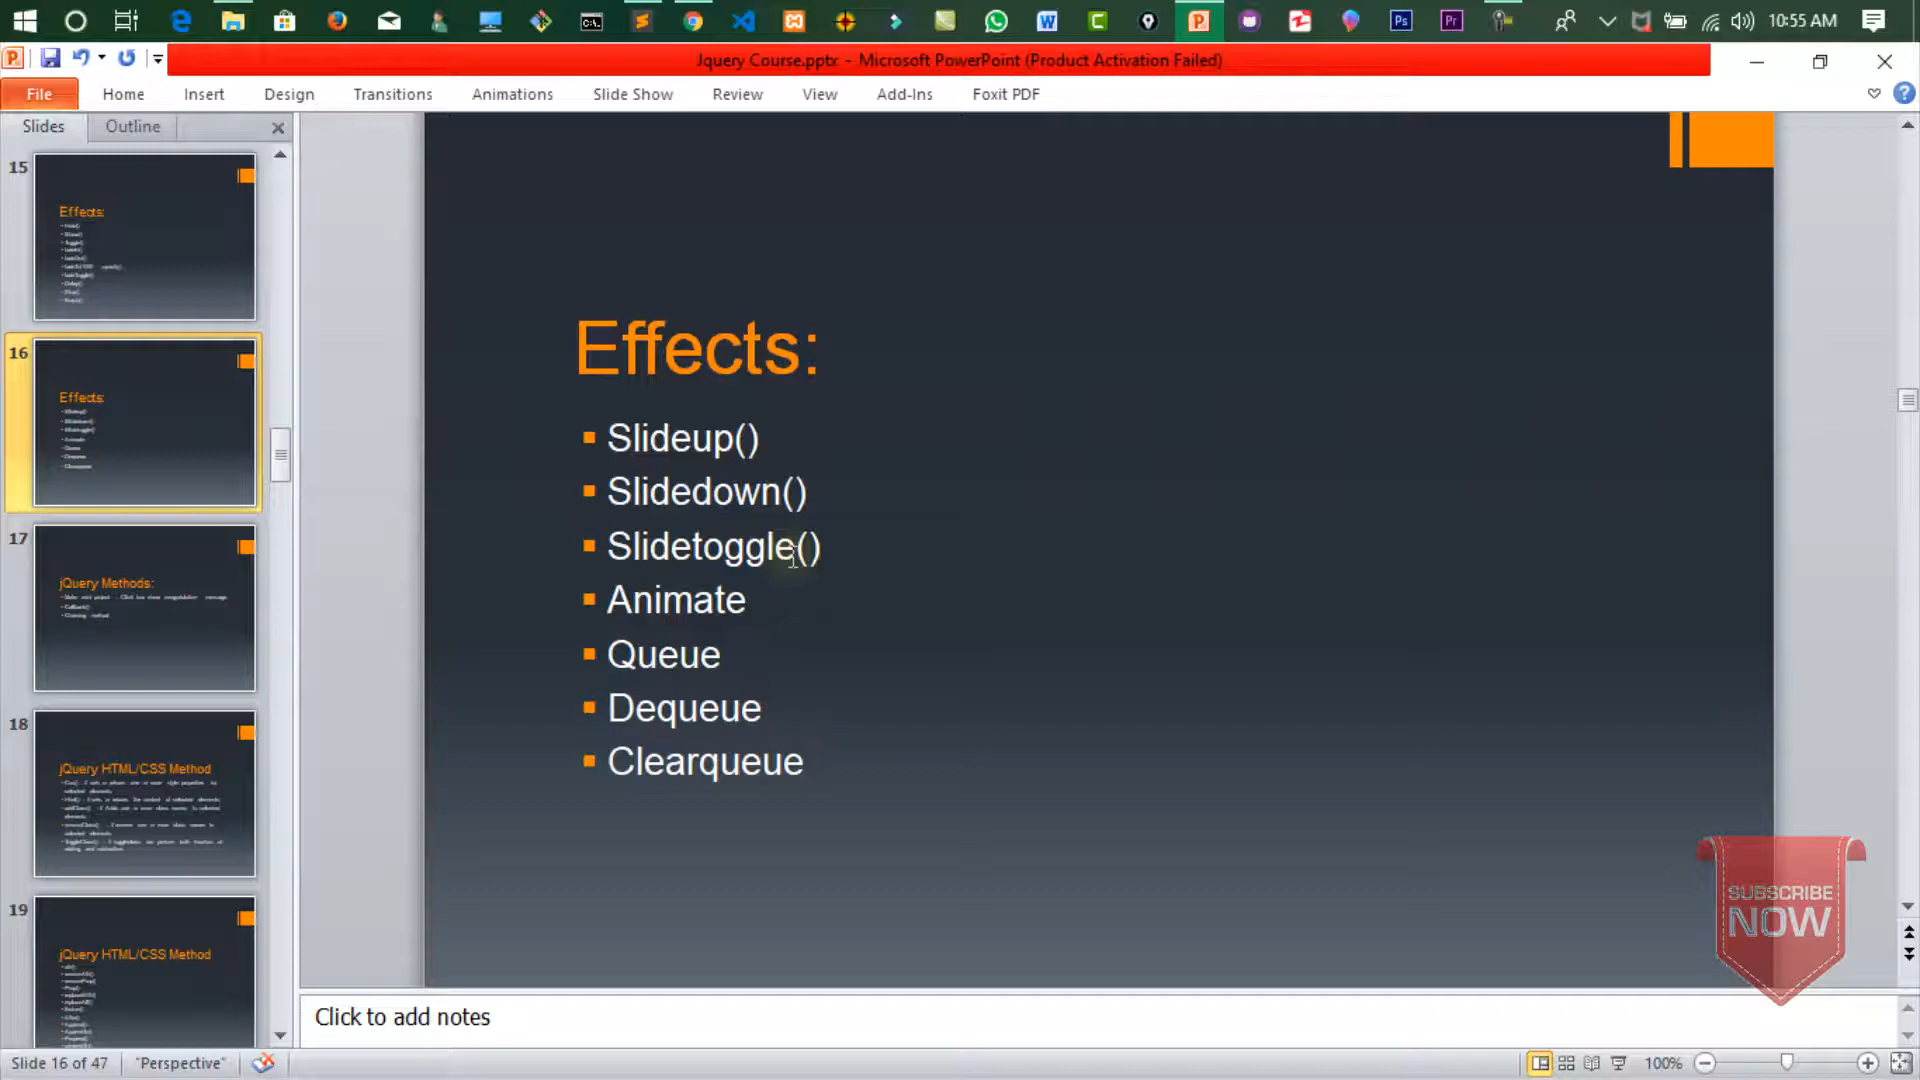 10:55 AM
Jquery Course.pptx - Microsoft PowerPoint (Product Activation Failed)
File Home Insert Design Transitions Animations Slide Show Review View Add-Ins Foxit PDF
Slides Outline
15
Effects:
16
Effects:
17
jQuery Methods:
18
jQuery HTML/CSS Method
19
jQuery HTML/CSS Method
Effects:
Slideup()
Slidedown()
Slidetoggle()
Animate
Queue
Dequeue
Clearqueue
SUBSCRIBE
NOW
Click to add notes
Slide 16 of 47 "Perspective" 100%